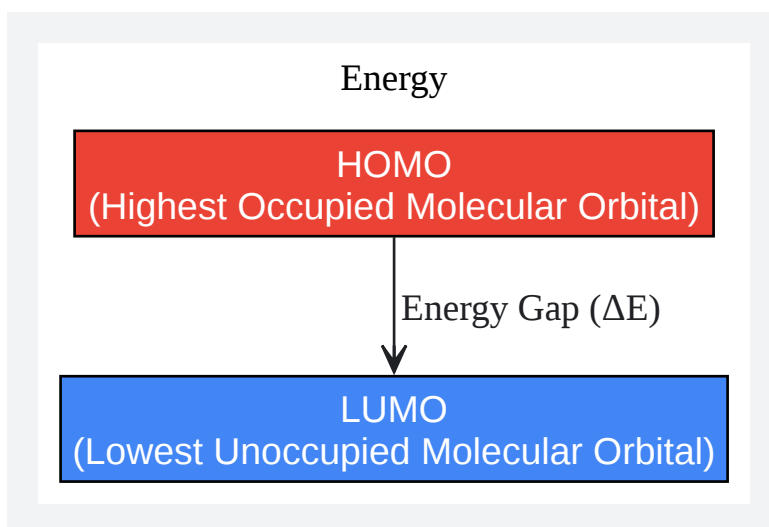 Energy
HOMO
(Highest Occupied Molecular Orbital)
Energy Gap (ΔE)
LUMO
(Lowest Unoccupied Molecular Orbital)